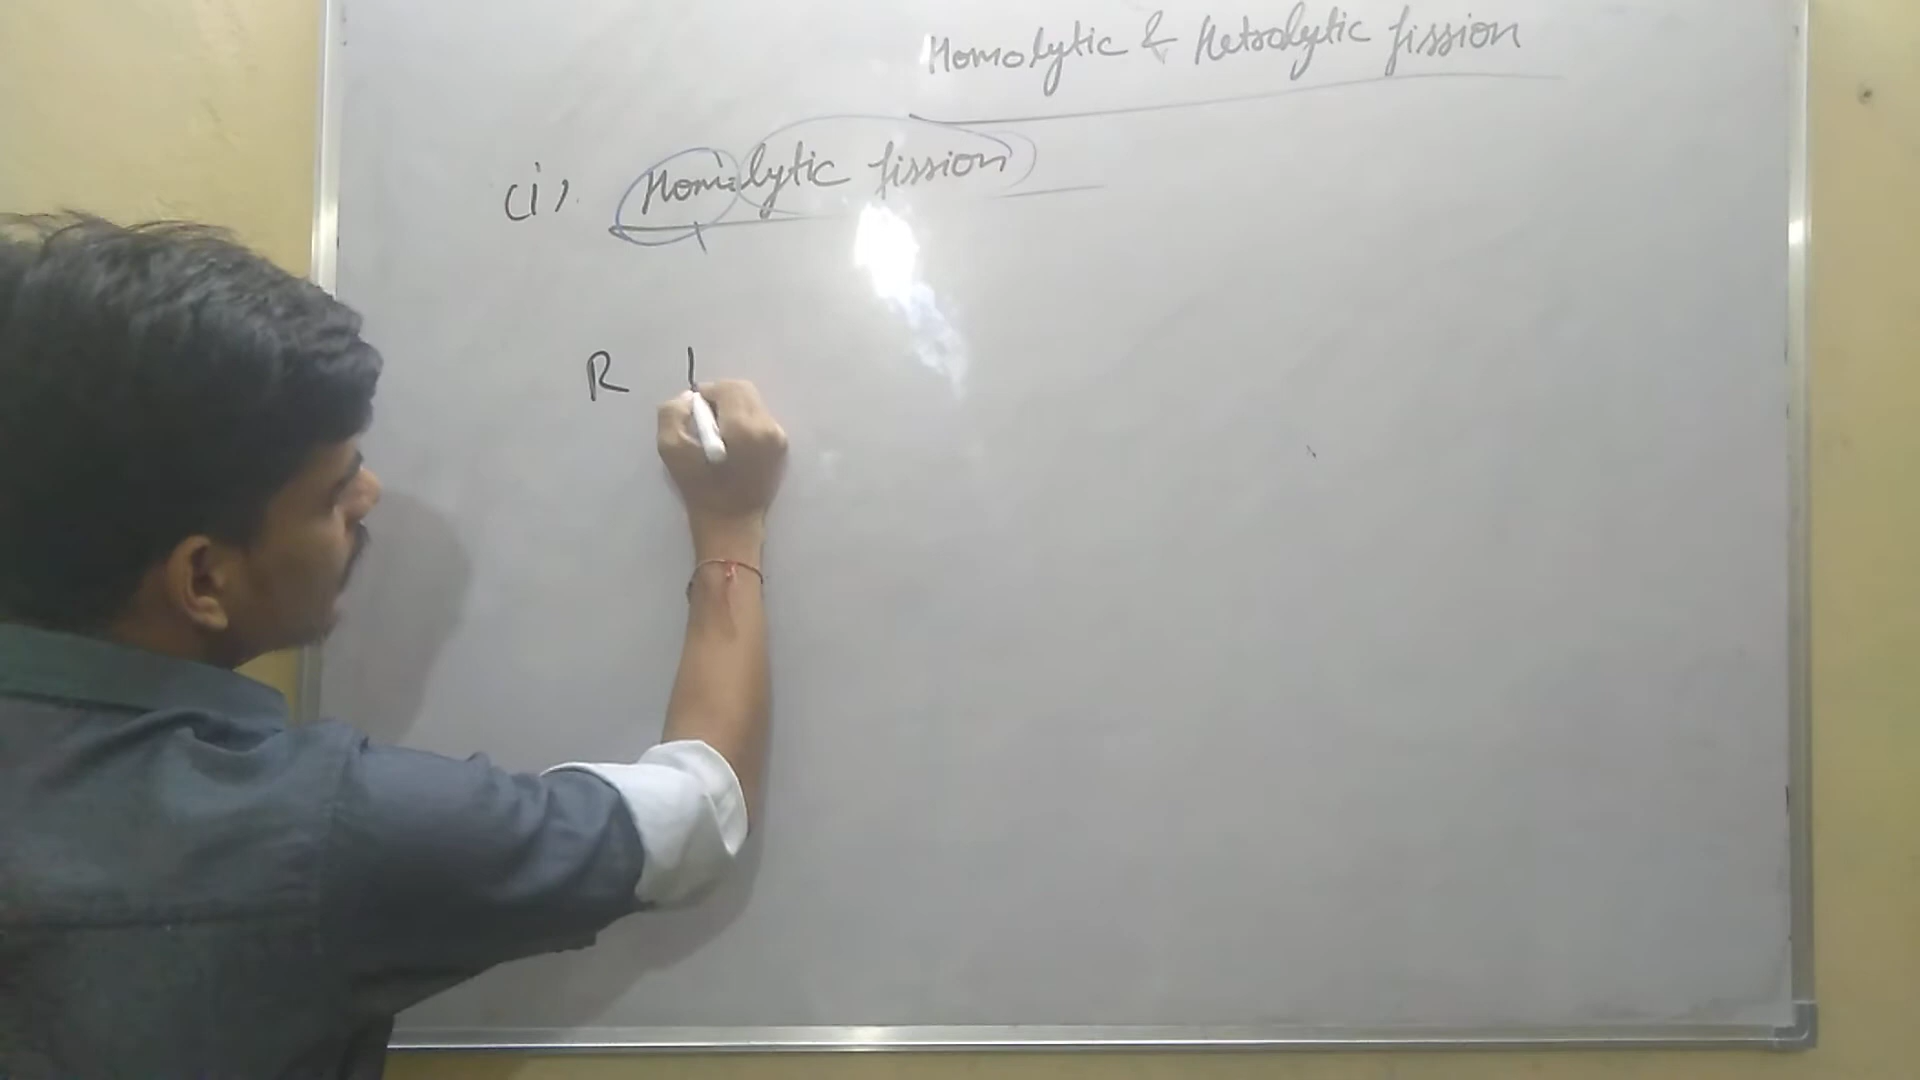 Homolytic & Hetrolytic fission
(i). Homolytic fission
R